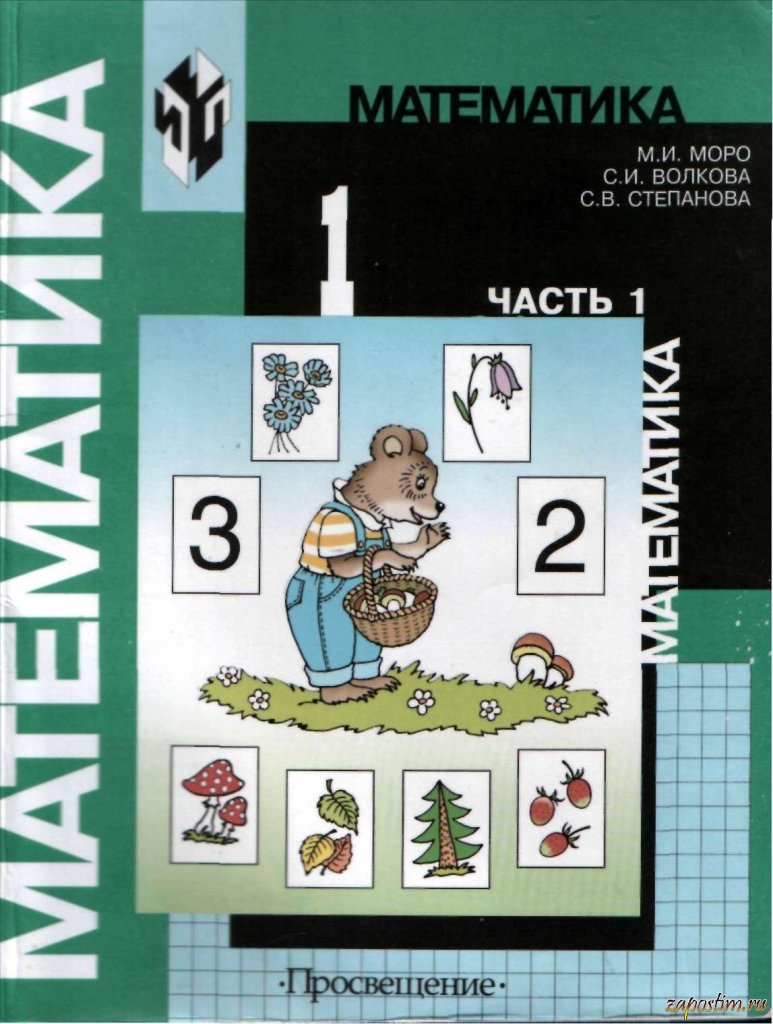 МАТЕМАТИКА
МАТЕМАТИКА
М.И. МОРО
С.И. ВОЛКОВА
С.В. СТЕПАНОВА
1
ЧАСТЬ 1
МАТЕМАТИКА
3
2
·Просвещение·
zapostim.ru